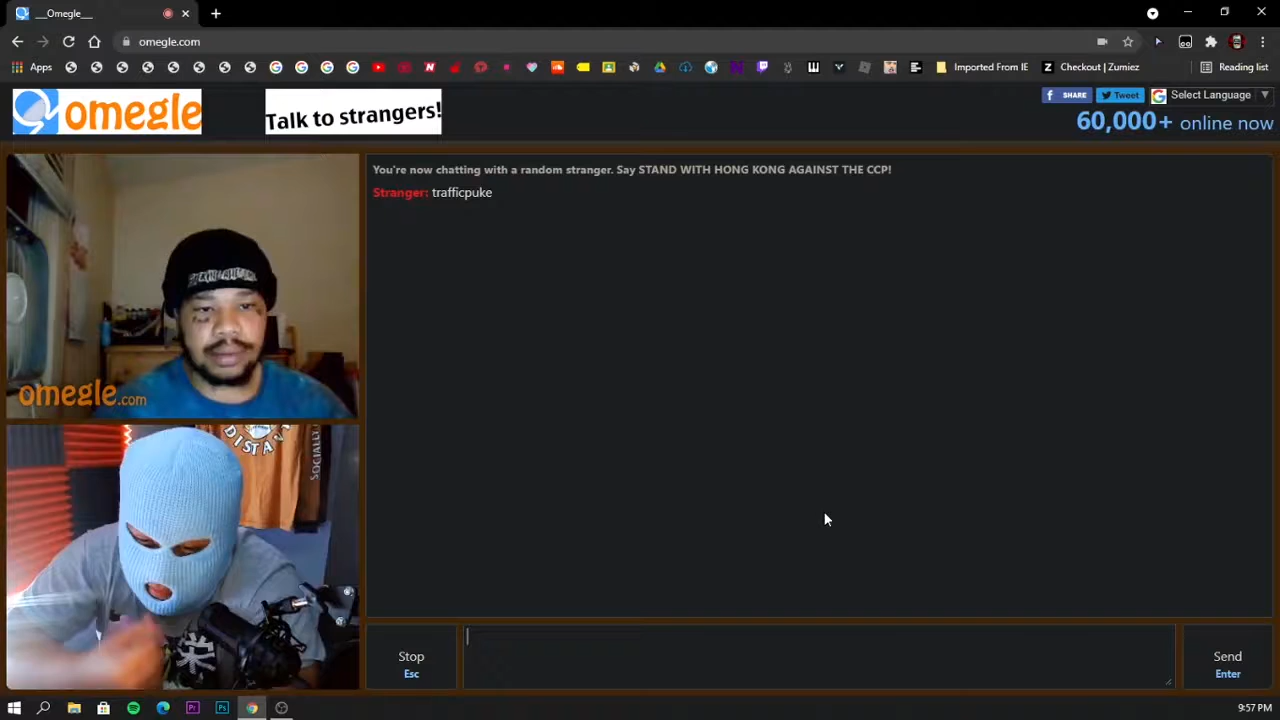 __Omegle__
omegle.com
Apps
Imported From IE
Checkout | Zumiez
Reading list
omegle
Talk to strangers!
SHARE
Tweet
Select Language
60,000+ online now
You're now chatting with a random stranger. Say STAND WITH HONG KONG AGAINST THE CCP!
Stranger: trafficpuke
omegle.com
DISTAN
SOCIALLY
Stop
Esc
Send
Enter
9:57 PM